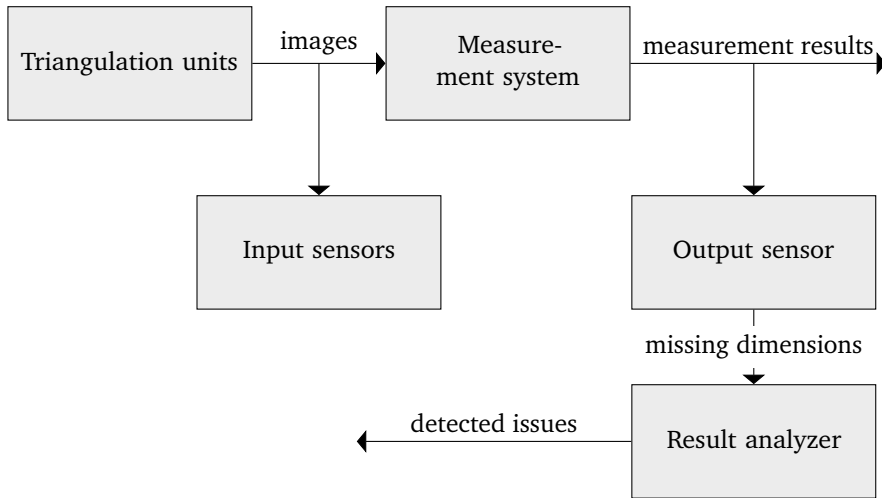 Triangulation units
images
Measure-
ment system
measurement results
Input sensors
Output sensor
missing dimensions
detected issues
Result analyzer